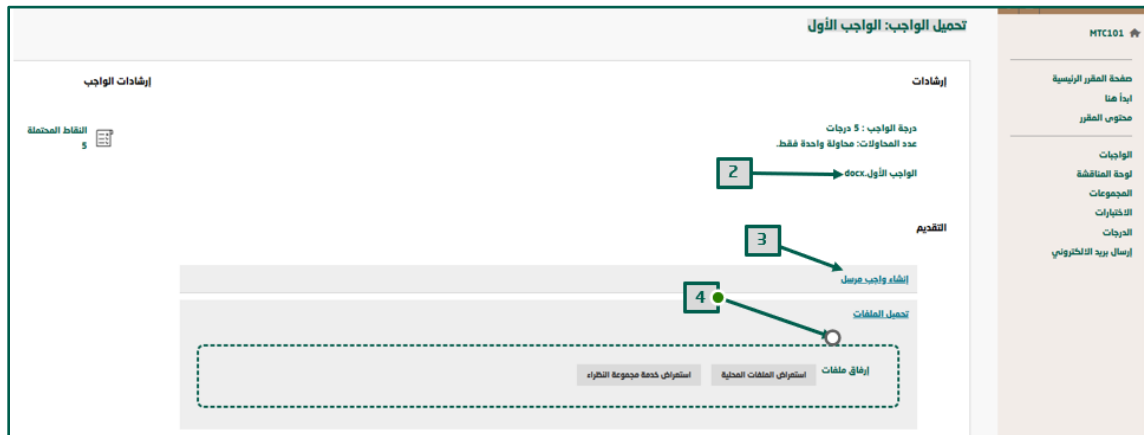 MTC101
صفحة المقرر الرئيسية
ابدأ هنا
محتوى المقرر
الواجبات
لوحة المناقشة
المجموعات
الاختبارات
الدرجات
إرسال بريد الالكتروني
تحميل الواجب: الواجب الأول
إرشادات
درجة الواجب : 5 درجات
عدد المحاولات: محاولة واحدة فقط.
الواجب الأول.docx
2
التقديم
3
إنشاء واجب مرسل
4
تحميل الملفات
إرفاق ملفات استعراض الملفات المحلية استعراض خدمة مجموعة النظراء
إرشادات الواجب
النقاط المحتملة
5